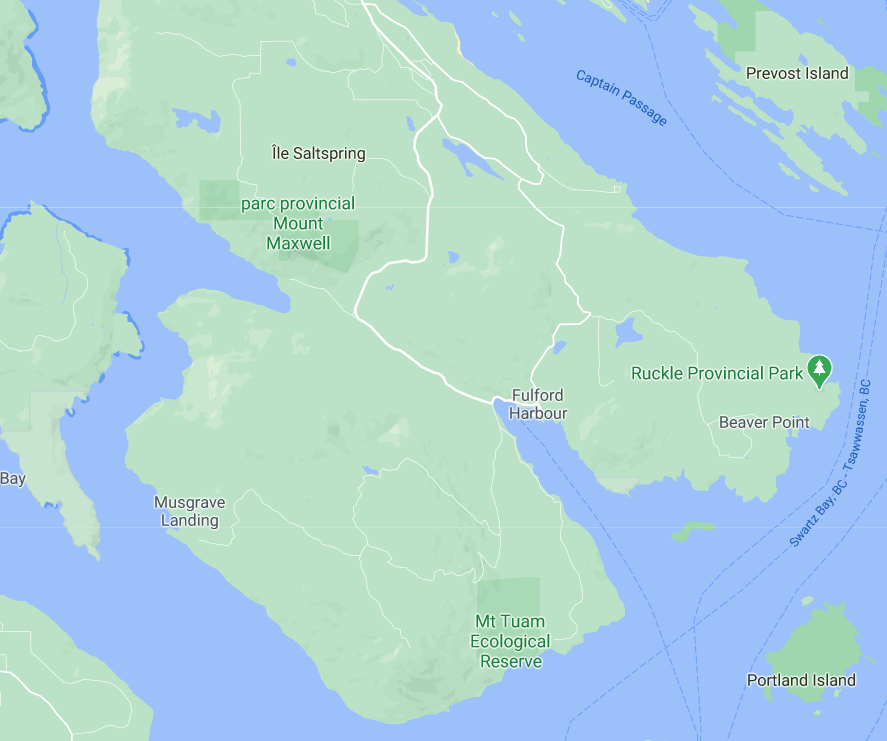 Prevost Island
Captain Passage
Île Saltspring
parc provincial
Mount
Maxwell
Ruckle Provincial Park
Fulford
Harbour
Beaver Point
Swartz Bay, BC - Tsawwassen, BC
Bay
Musgrave
Landing
Mt Tuam
Ecological
Reserve
Portland Island